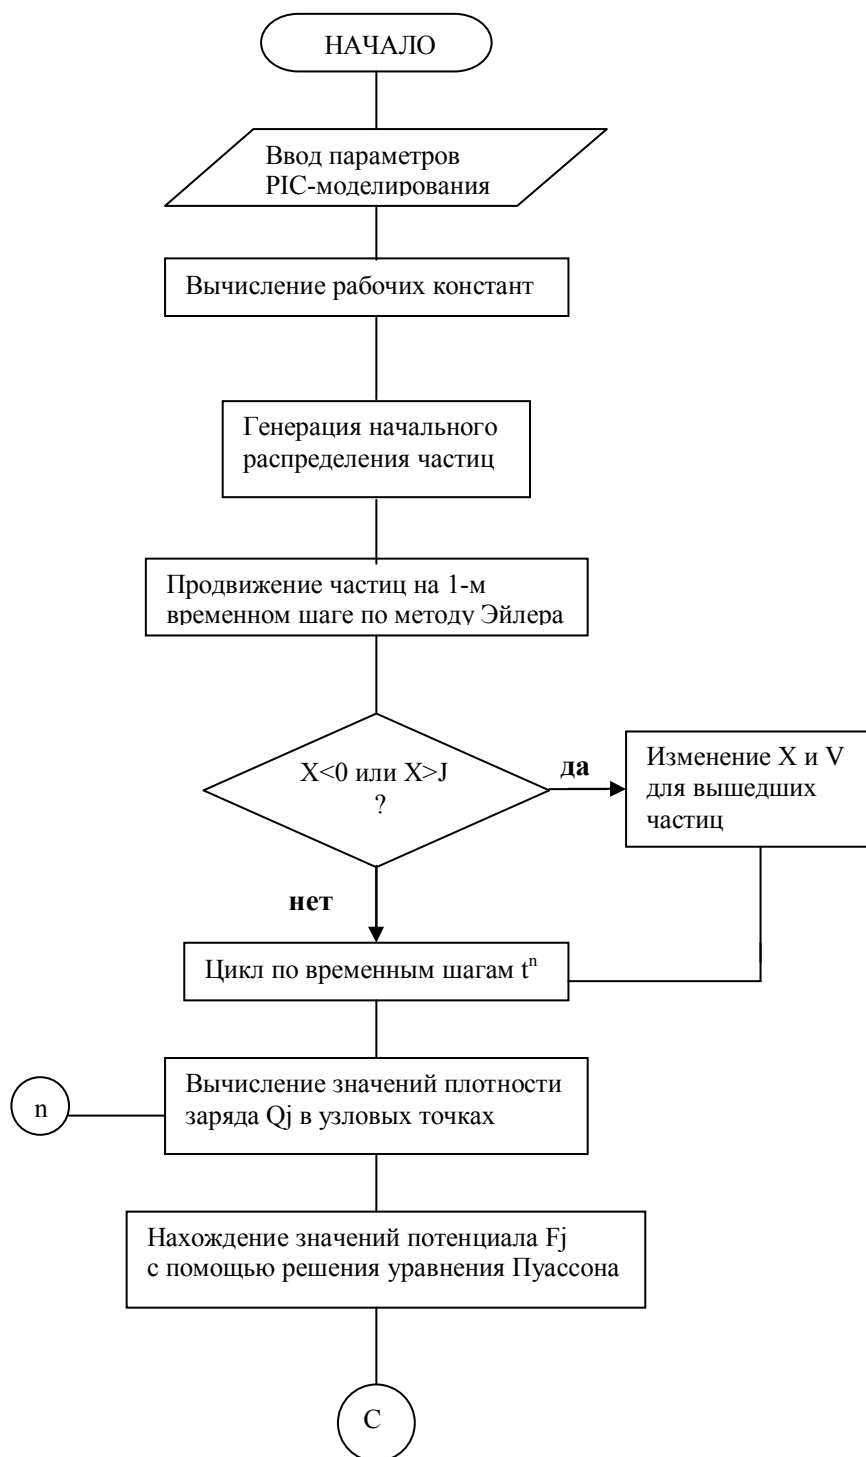 НАЧАЛО
Ввод параметров
PIC-моделирования
Вычисление рабочих констант
Генерация начального
распределения частиц
Продвижение частиц на 1-м
временном шаге по методу Эйлера
X<0 или X>J
?
да
Изменение X и V
для вышедших
частиц
нет
Цикл по временным шагам tⁿ
n
Вычисление значений плотности
заряда Qj в узловых точках
Нахождение значений потенциала Fj
с помощью решения уравнения Пуассона
C